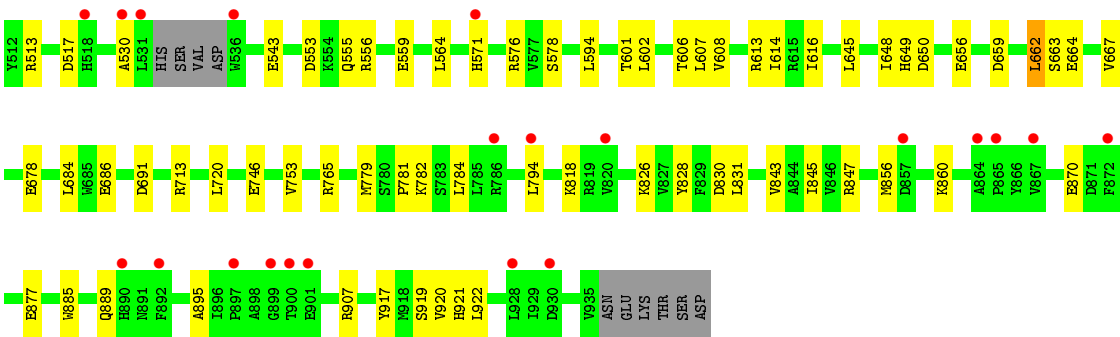 Y512 R513 D517 H518 A530 L531 HIS SER VAL ASP W536 E543 D553 K554 Q555 R556 E559 L564 H571 R576 V577 S578 L594 T601 L602 T606 L607 V608 R613 I614 R615 I616 L645 I648 H649 D650 E656 D659 L662 S663 E664 V667
E678 L684 W685 E686 D691 R713 L720 E746 V753 R765 M779 S780 P781 K782 S783 L784 L785 R786 L794 K818 R819 V820 K826 V827 Y828 F829 D830 L831 V843 A844 I845 V846 R847 M856 D857 K860 A864 P865 Y866 V867 E870 D871 F872
E877 W885 Q889 H890 N891 F892 A895 I896 P897 A898 G899 T900 E901 R907 Y917 M918 S919 V920 H921 L922 L928 I929 D930 V935 ASN GLU LYS THR SER ASP